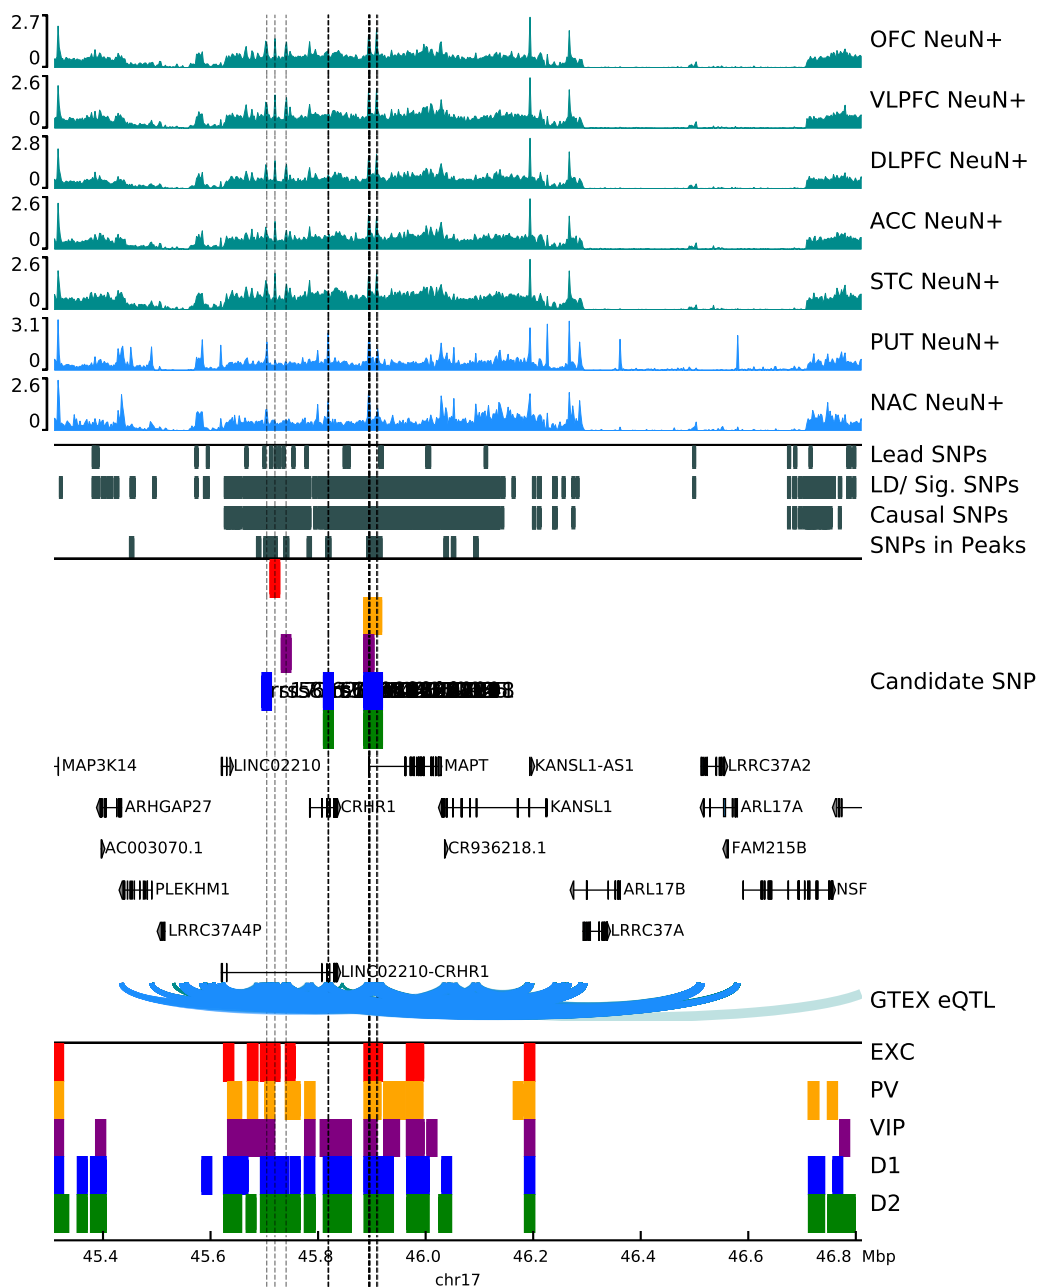 2.7
0
OFC NeuN+
2.6
0
VLPFC NeuN+
2.8
0
DLPFC NeuN+
2.6
0
ACC NeuN+
2.6
0
STC NeuN+
3.1
0
PUT NeuN+
2.6
0
NAC NeuN+
Lead SNPs
LD/ Sig. SNPs
Causal SNPs
SNPs in Peaks
Candidate SNP
MAP3K14
LINC02210
MAPT
KANSL1-AS1
LRRC37A2
ARHGAP27
CRHR1
KANSL1
ARL17A
AC003070.1
CR936218.1
FAM215B
PLEKHM1
ARL17B
NSF
LRRC37A4P
LRRC37A
LINC02210-CRHR1
GTEX eQTL
EXC
PV
VIP
D1
D2
45.4 45.6 45.8 46.0 46.2 46.4 46.6 46.8 Mbp
chr17